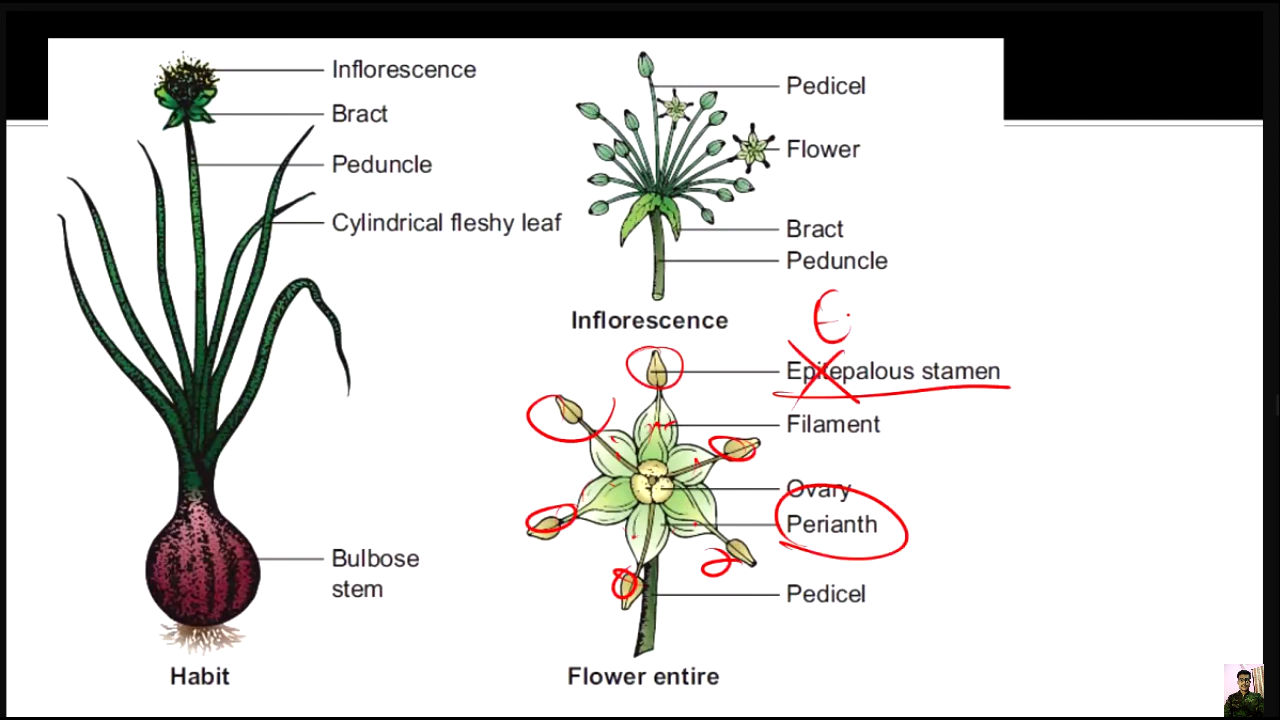 Inflorescence
Bract
Peduncle
Cylindrical fleshy leaf
Bulbose
stem
Habit
Pedicel
Flower
Bract
Peduncle
Inflorescence
E
Epitepalous stamen
Filament
Ovary
Perianth
Pedicel
Flower entire